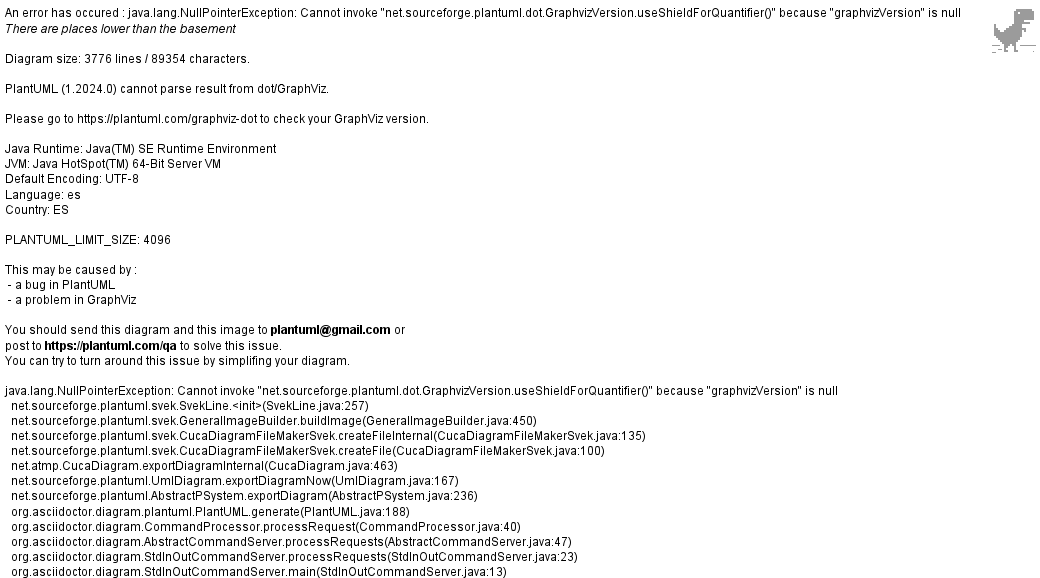 An error has occured : java.lang.NullPointerException: Cannot invoke "net.sourceforge.plantuml.dot.GraphvizVersion.useShieldForQuantifier()" because "graphvizVersion" is null
There are places lower than the basement
Diagram size: 3776 lines / 89354 characters.
PlantUML (1.2024.0) cannot parse result from dot/GraphViz.
Please go to https://plantuml.com/graphviz-dot to check your GraphViz version.
Java Runtime: Java(TM) SE Runtime Environment
JVM: Java HotSpot(TM) 64-Bit Server VM
Default Encoding: UTF-8
Language: es
Country: ES
PLANTUML_LIMIT_SIZE: 4096
This may be caused by :
- a bug in PlantUML
- a problem in GraphViz
You should send this diagram and this image to plantuml@gmail.com or
post to https://plantuml.com/qa to solve this issue.
You can try to turn around this issue by simplifing your diagram.
java.lang.NullPointerException: Cannot invoke "net.sourceforge.plantuml.dot.GraphvizVersion.useShieldForQuantifier()" because "graphvizVersion" is null
net.sourceforge.plantuml.svek.SvekLine.<init>(SvekLine.java:257)
net.sourceforge.plantuml.svek.GeneralImageBuilder.buildImage(GeneralImageBuilder.java:450)
net.sourceforge.plantuml.svek.CucaDiagramFileMakerSvek.createFileInternal(CucaDiagramFileMakerSvek.java:135)
net.sourceforge.plantuml.svek.CucaDiagramFileMakerSvek.createFile(CucaDiagramFileMakerSvek.java:100)
net.atmp.CucaDiagram.exportDiagramInternal(CucaDiagram.java:463)
net.sourceforge.plantuml.UmlDiagram.exportDiagramNow(UmlDiagram.java:167)
net.sourceforge.plantuml.AbstractPSystem.exportDiagram(AbstractPSystem.java:236)
org.asciidoctor.diagram.plantuml.PlantUML.generate(PlantUML.java:188)
org.asciidoctor.diagram.CommandProcessor.processRequest(CommandProcessor.java:40)
org.asciidoctor.diagram.AbstractCommandServer.processRequests(AbstractCommandServer.java:47)
org.asciidoctor.diagram.StdInOutCommandServer.processRequests(StdInOutCommandServer.java:23)
org.asciidoctor.diagram.StdInOutCommandServer.main(StdInOutCommandServer.java:13)